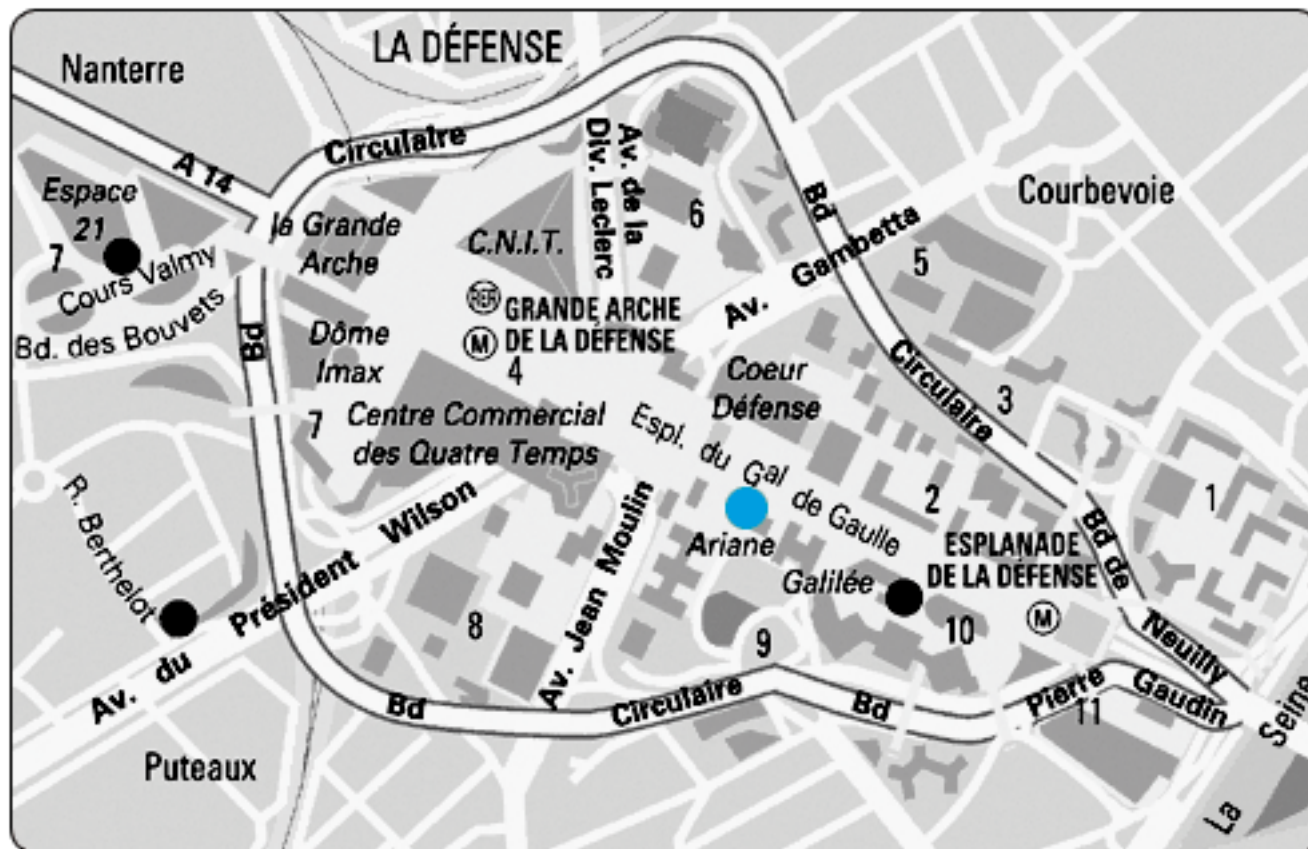 LA DÉFENSE
Nanterre
A 14
Circulaire
Av. de la
Div. Leclerc
Bd
Courbevoie
Espace
21
7
Cours Valmy
Bd. des Bouvets
la Grande
Arche
C.N.I.T.
6
Av. Gambetta
5
RER
GRANDE ARCHE
M
DE LA DÉFENSE
4
Bd
Dôme
Imax
Coeur
Défense
Circulaire
3
7
Centre Commercial
des Quatre Temps
Espl. du Gal de Gaulle
2
1
R. Berthelot
Av. du Président Wilson
Av. Jean Moulin
Ariane
Galilée
ESPLANADE
DE LA DÉFENSE
M
Bd de Neuilly
8
9
10
Bd
Circulaire
Bd
Pierre Gaudin
11
Puteaux
La Seine